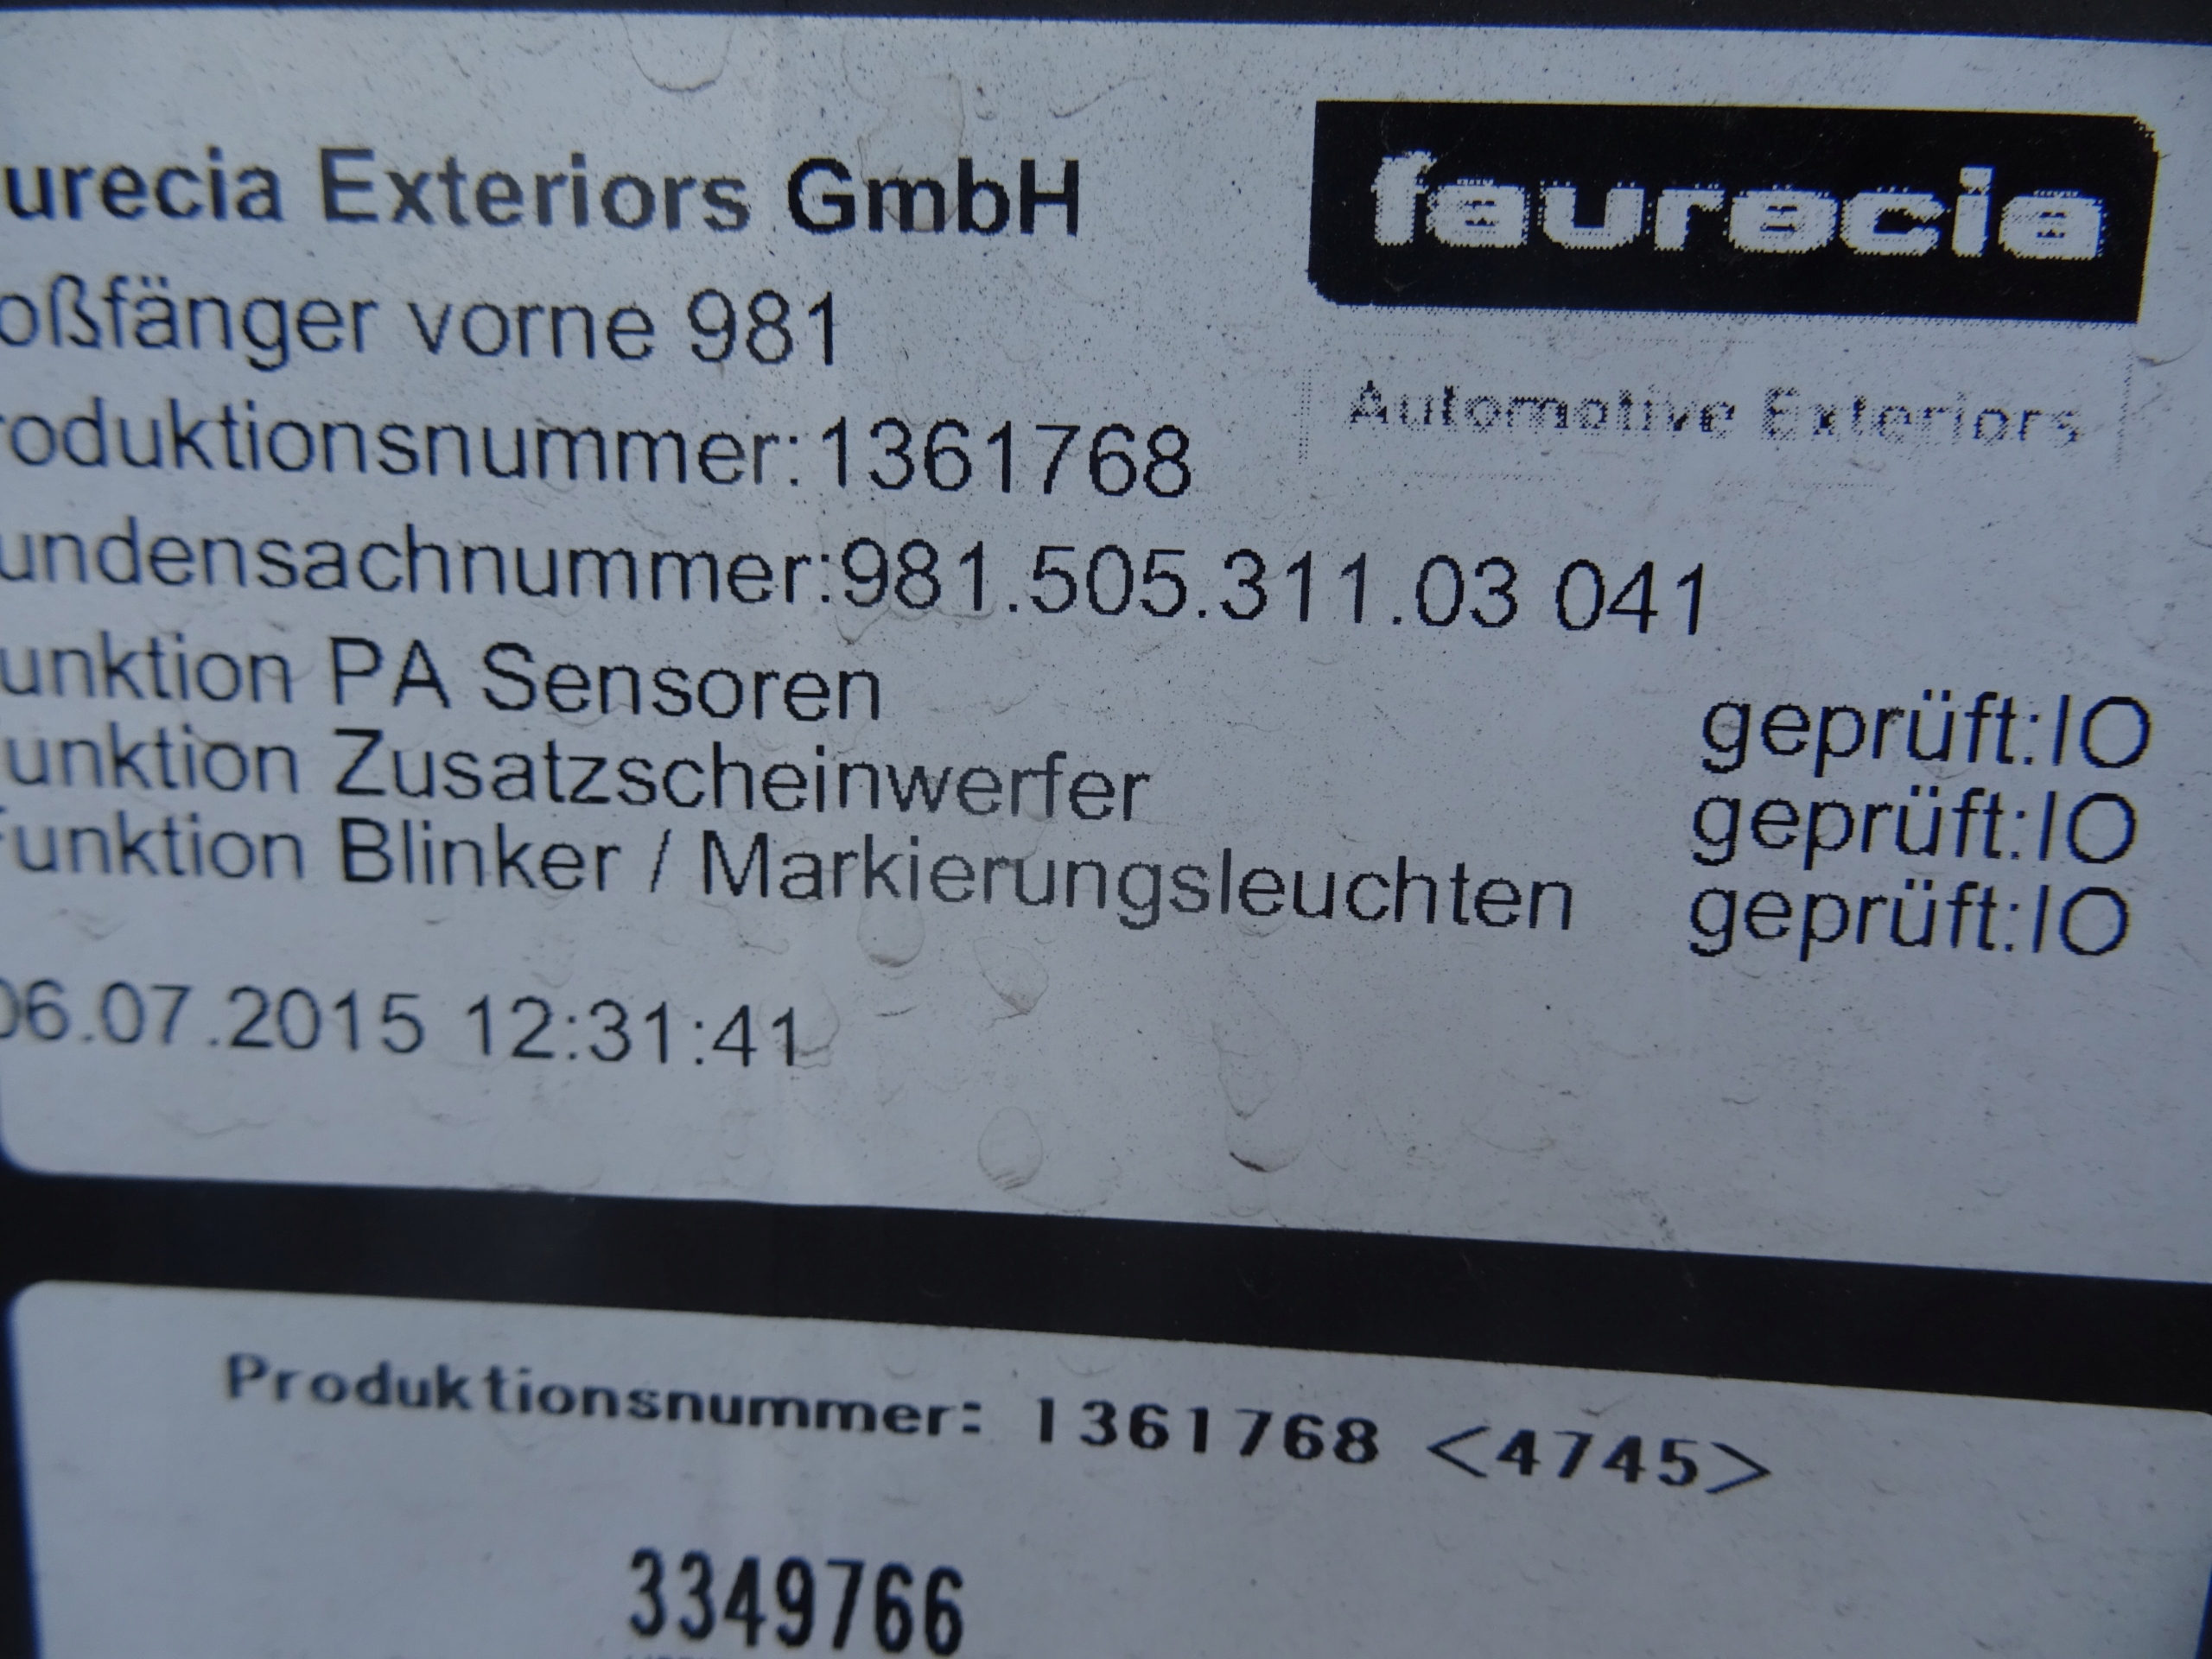 urecia Exteriors GmbH
faurecia
Automotive Exteriors
oßfänger vorne 981
roduktionsnummer:1361768
undensachnummer:981.505.311.03 041
unktion PA Sensoren geprüft:IO
unktion Zusatzscheinwerfer geprüft:IO
Funktion Blinker / Markierungsleuchten geprüft:IO
06.07.2015 12:31:41
Produktionsnummer: 1361768 <4745>
3349766